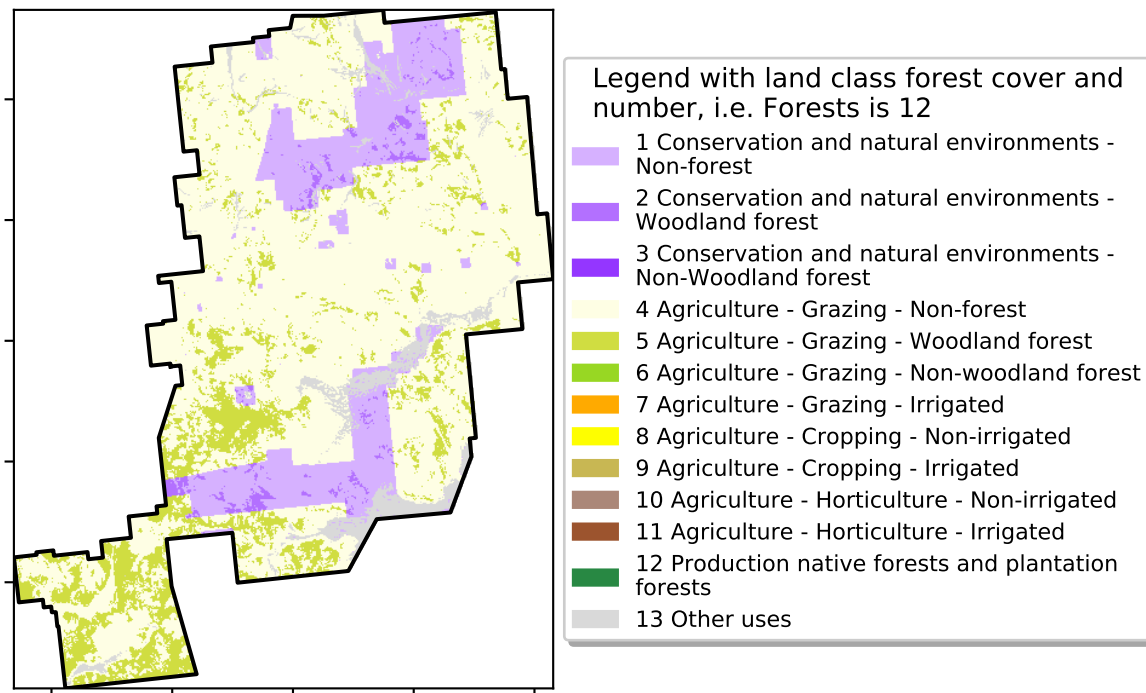 Legend with land class forest cover and
number, i.e. Forests is 12
1 Conservation and natural environments -
Non-forest
2 Conservation and natural environments -
Woodland forest
3 Conservation and natural environments -
Non-Woodland forest
4 Agriculture - Grazing - Non-forest
5 Agriculture - Grazing - Woodland forest
6 Agriculture - Grazing - Non-woodland forest
7 Agriculture - Grazing - Irrigated
8 Agriculture - Cropping - Non-irrigated
9 Agriculture - Cropping - Irrigated
10 Agriculture - Horticulture - Non-irrigated
11 Agriculture - Horticulture - Irrigated
12 Production native forests and plantation
forests
13 Other uses